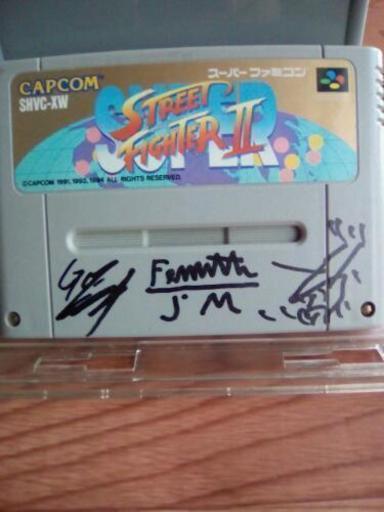 CAPCOM
スーパーファミコン
SHVC-XW
SUPER
STREET
FIGHTER II
©CAPCOM 1991, 1993, 1994 ALL RIGHTS RESERVED.
J M